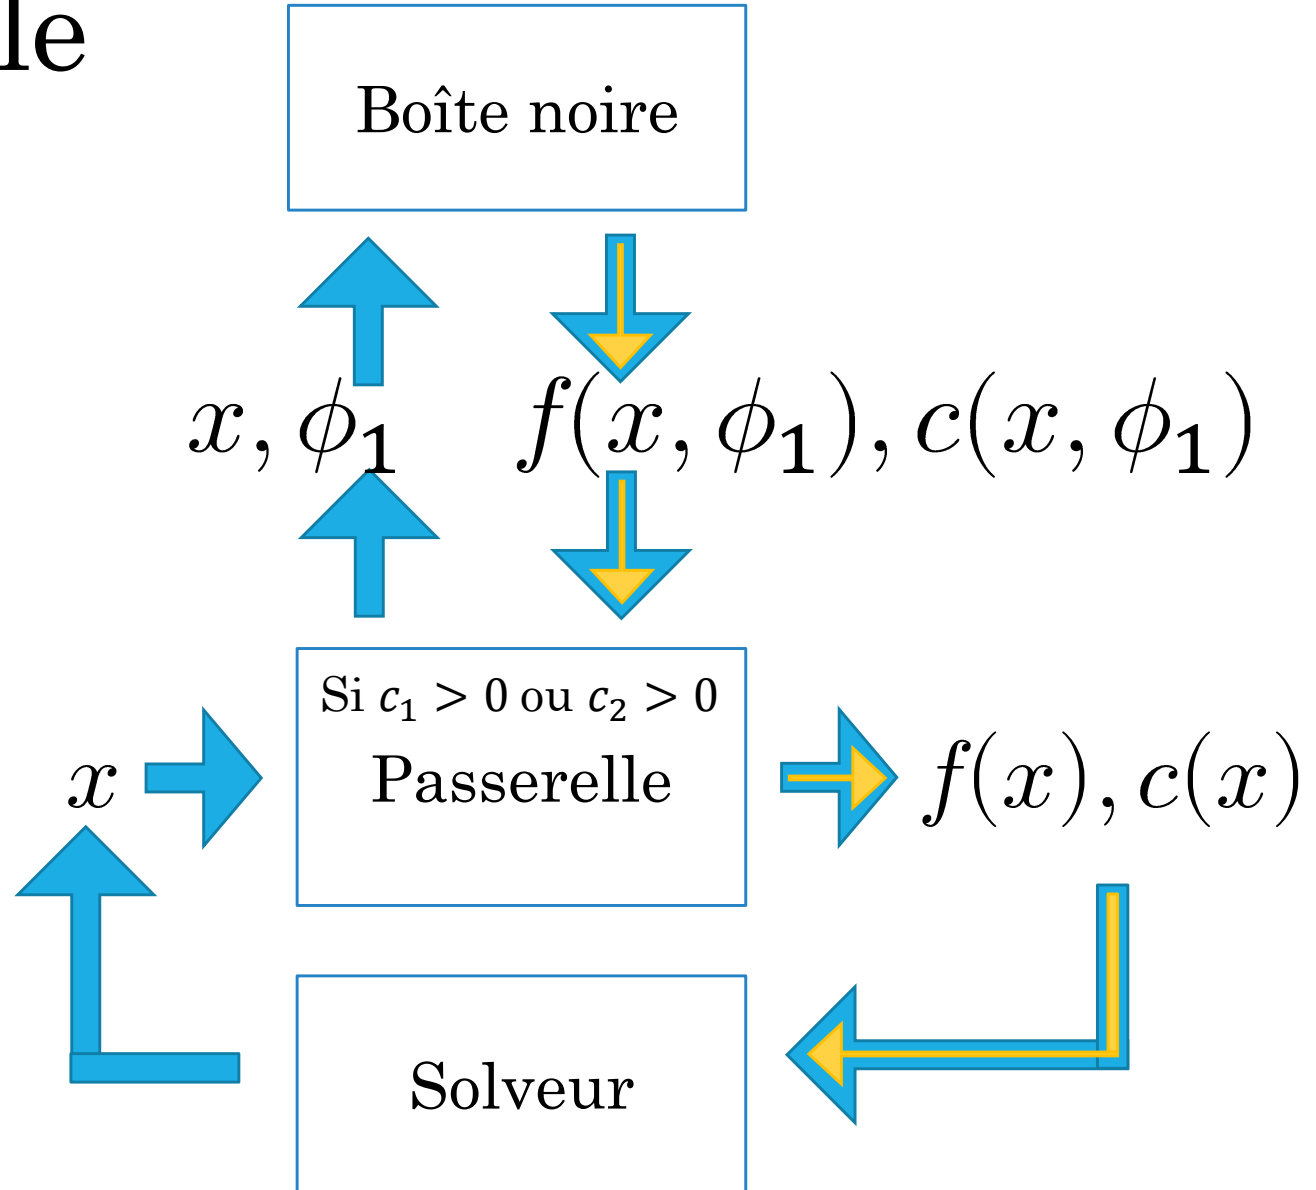 le
Boîte noire
x, ϕ₁
f(x, ϕ₁), c(x, ϕ₁)
Si c₁ > 0 ou c₂ > 0
Passerelle
x
f(x), c(x)
Solveur